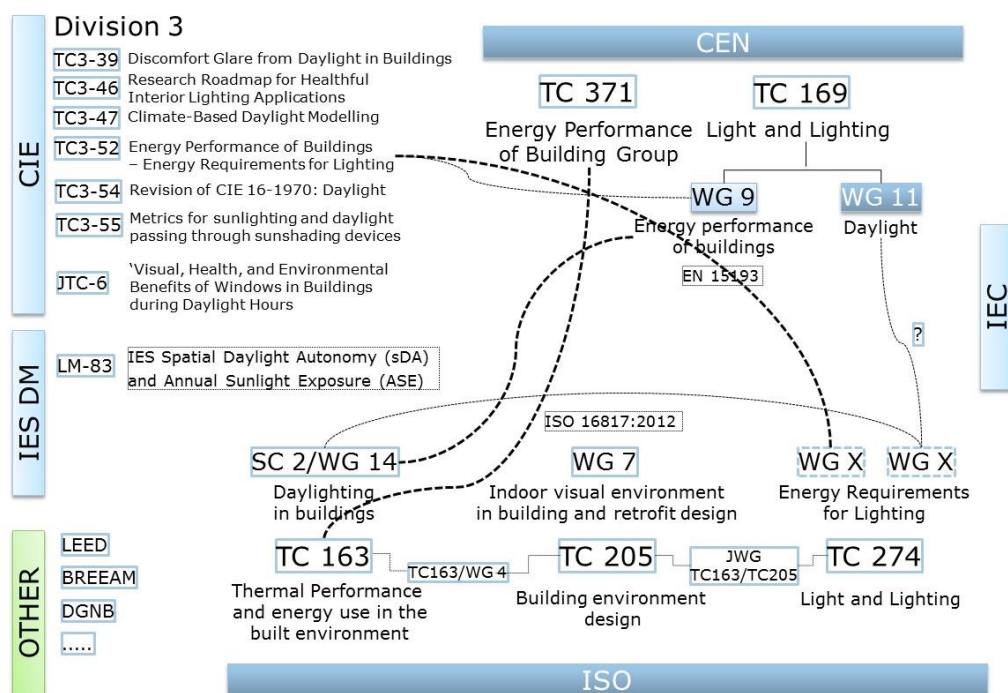 CIE
Division 3
TC3-39 Discomfort Glare from Daylight in Buildings
TC3-46 Research Roadmap for Healthful
Interior Lighting Applications
TC3-47 Climate-Based Daylight Modelling
TC3-52 Energy Performance of Buildings
– Energy Requirements for Lighting
TC3-54 Revision of CIE 16-1970: Daylight
TC3-55 Metrics for sunlighting and daylight
passing through sunshading devices
JTC-6 ‘Visual, Health, and Environmental
Benefits of Windows in Buildings
during Daylight Hours
CEN
TC 371
Energy Performance
of Building Group
TC 169
Light and Lighting
WG 9
Energy performance
of buildings
EN 15193
WG 11
Daylight
?
IEC
IES DM
LM-83
IES Spatial Daylight Autonomy (sDA)
and Annual Sunlight Exposure (ASE)
ISO 16817:2012
SC 2/WG 14
Daylighting
in buildings
WG 7
Indoor visual environment
in building and retrofit design
WG X
WG X
Energy Requirements
for Lighting
OTHER
LEED
BREEAM
DGNB
.....
TC 163
Thermal Performance
and energy use in the
built environment
TC163/WG 4
TC 205
Building environment
design
JWG
TC163/TC205
TC 274
Light and Lighting
ISO